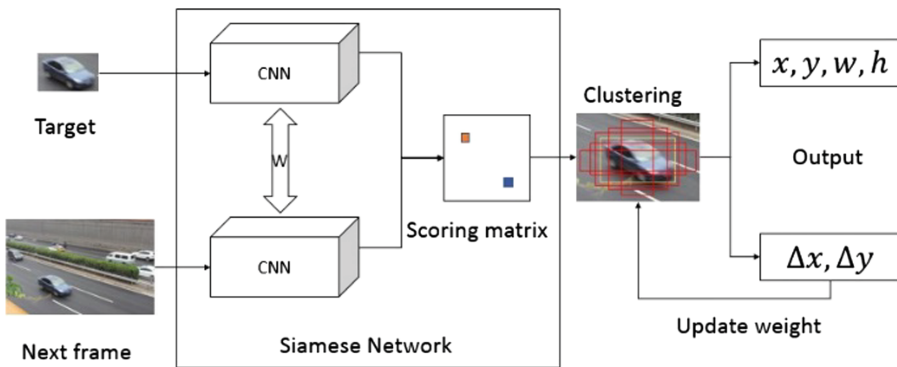 Target
Next frame
CNN
W
CNN
Siamese Network
Scoring matrix
Clustering
x, y, w, h
Output
Δx, Δy
Update weight